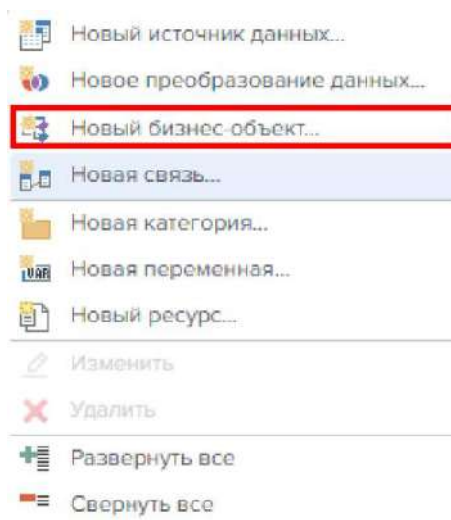 Новый источник данных...
Новое преобразование данных...
Новый бизнес-объект...
Новая связь...
Новая категория...
VAR
Новая переменная...
Новый ресурс...
Изменить
Удалить
Развернуть все
Свернуть все